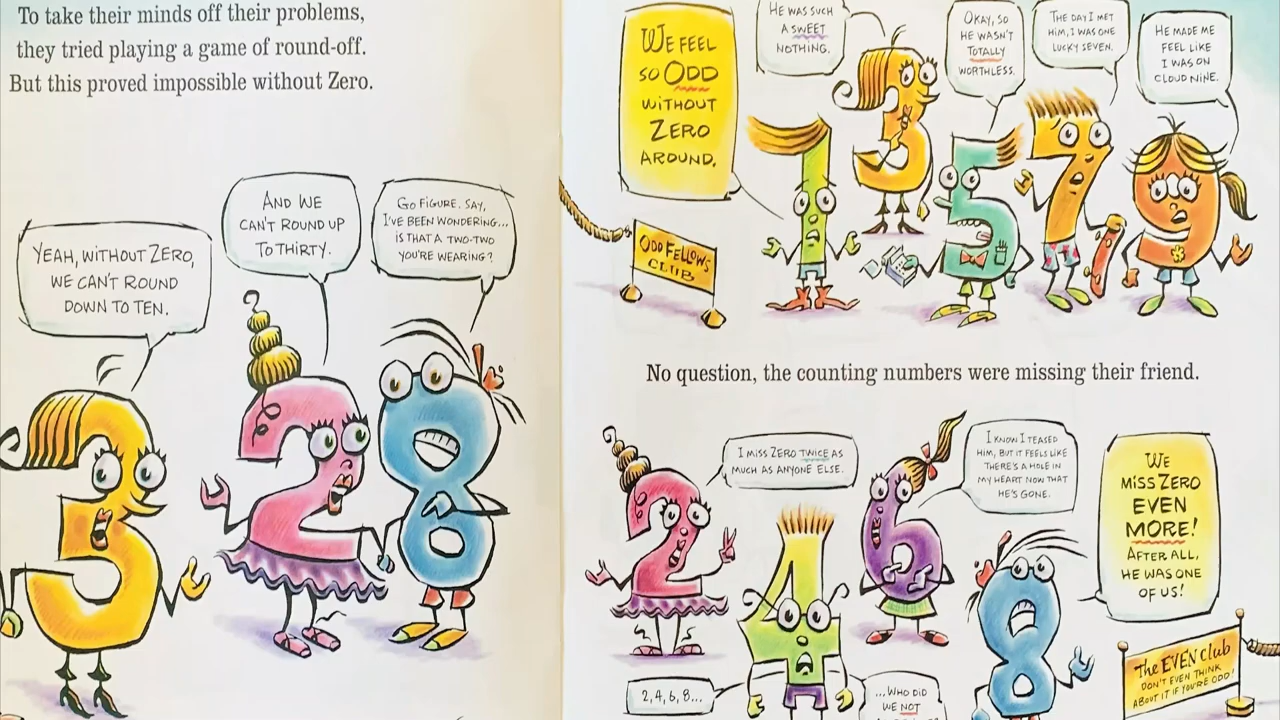 To take their minds off their problems,
they tried playing a game of round-off.
But this proved impossible without Zero.
YEAH, WITHOUT ZERO,
WE CAN'T ROUND
DOWN TO TEN.
AND WE
CAN'T ROUND UP
TO THIRTY.
GO FIGURE. SAY,
I'VE BEEN WONDERING...
IS THAT A TWO-TWO
YOU'RE WEARING?
WE FEEL
SO ODD
WITHOUT
ZERO
AROUND.
HE WAS SUCH
A SWEET
NOTHING.
OKAY, SO
HE WASN'T
TOTALLY
WORTHLESS.
THE DAY I MET
HIM, I WAS ONE
LUCKY SEVEN.
HE MADE ME
FEEL LIKE
I WAS ON
CLOUD NINE.
ODD FELLOWS
CLUB
No question, the counting numbers were missing their friend.
I MISS ZERO TWICE AS
MUCH AS ANYONE ELSE.
I KNOW I TEASED
HIM, BUT IT FEELS LIKE
THERE'S A HOLE IN
MY HEART NOW THAT
HE'S GONE.
WE
MISS ZERO
EVEN
MORE!
AFTER ALL,
HE WAS ONE
OF US!
2, 4, 6, 8...
...WHO DID
WE NOT
The EVEN Club
DON'T EVEN THINK
ABOUT IT IF YOU'RE ODD!